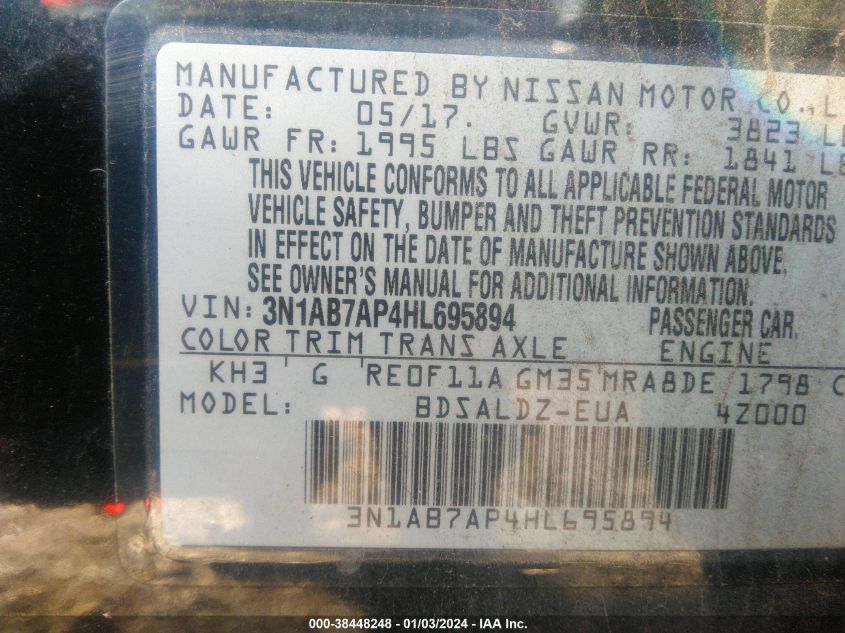 MANUFACTURED BY NISSAN MOTOR CO., L
DATE: 05/17. GVWR: 3823 LB
GAWR FR: 1995 LBS GAWR RR: 1841 LB
THIS VEHICLE CONFORMS TO ALL APPLICABLE FEDERAL MOTOR
VEHICLE SAFETY, BUMPER AND THEFT PREVENTION STANDARDS
IN EFFECT ON THE DATE OF MANUFACTURE SHOWN ABOVE.
SEE OWNER'S MANUAL FOR ADDITIONAL INFORMATION.
VIN: 3N1AB7AP4HL695894 PASSENGER CAR.
COLOR TRIM TRANS AXLE ENGINE
KH3 G RE0F11A GM35 MRA8DE 1798 C
MODEL: BDSALDZ-EUA 4Z000
3N1AB7AP4HL695894
000-38448248 - 01/03/2024 - IAA Inc.